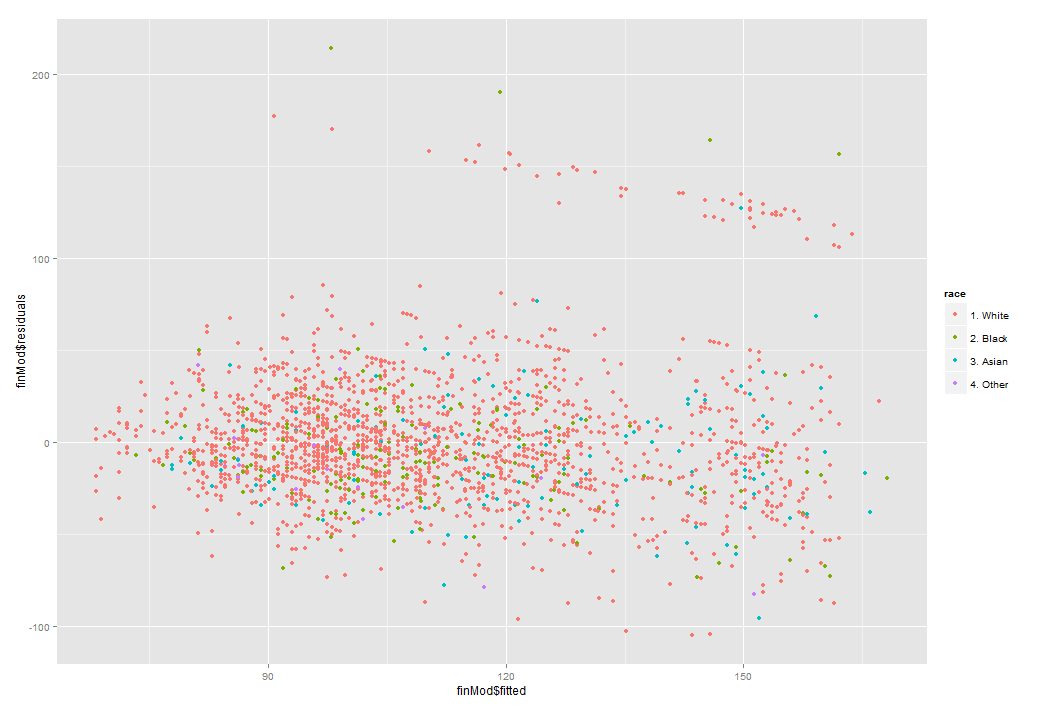 finMod$residuals
200
100
0
-100
90
120
150
finMod$fitted
race
1. White
2. Black
3. Asian
4. Other